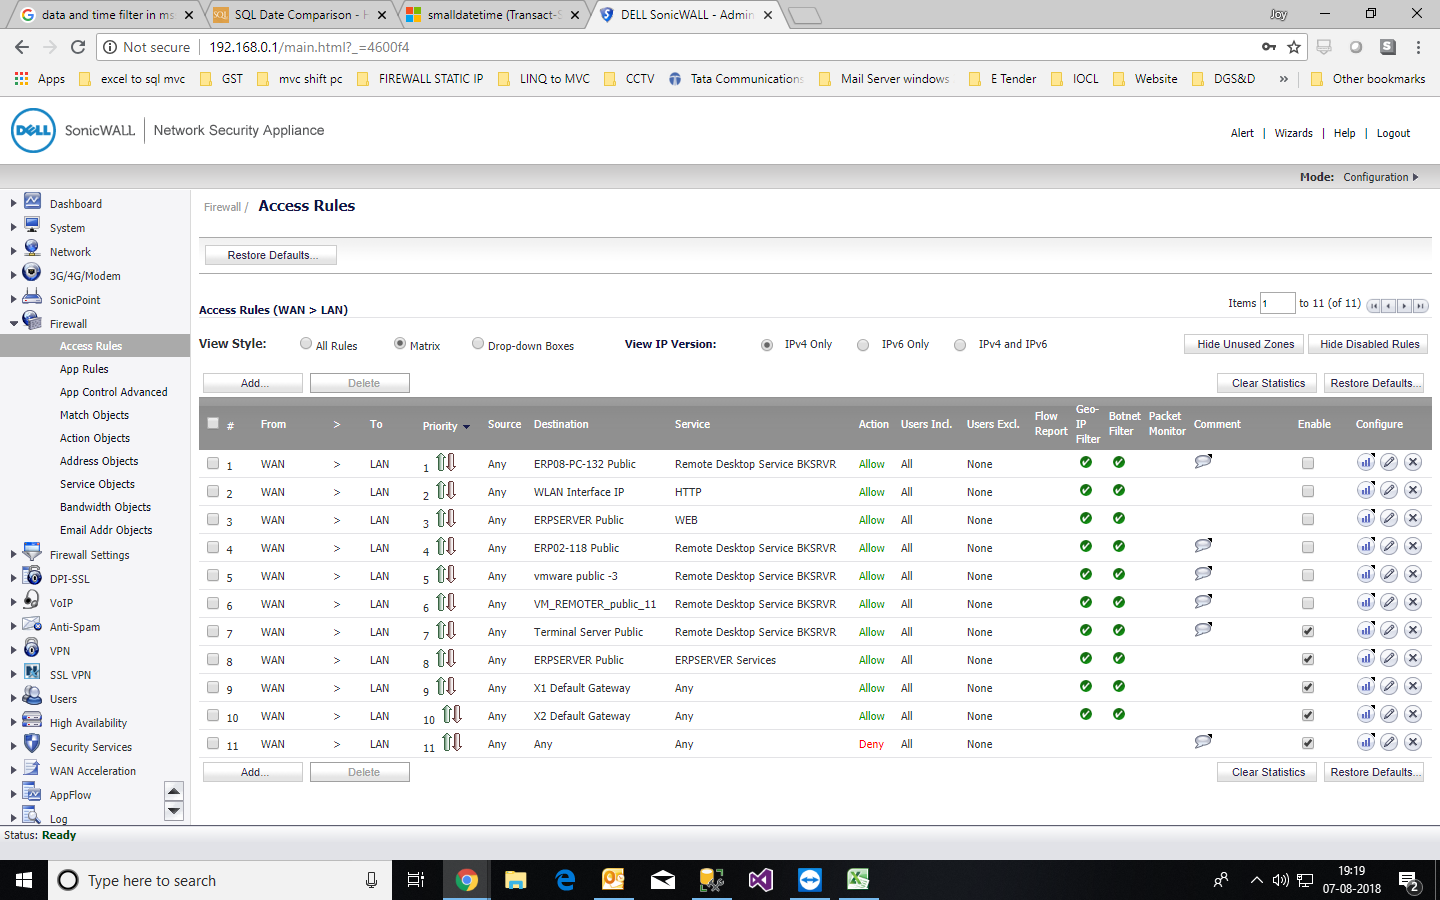 data and time filter in ms
SQL Date Comparison - H
smalldatetime (Transact-S
DELL SonicWALL - Admin
Joy
Not secure
192.168.0.1/main.html?_=4600f4
Apps
excel to sql mvc
GST
mvc shift pc
FIREWALL STATIC IP
LINQ to MVC
CCTV
Tata Communications
Mail Server windows
E Tender
IOCL
Website
DGS&D
»
Other bookmarks
DELL SonicWALL | Network Security Appliance
Alert | Wizards | Help | Logout
Mode: Configuration
Dashboard
System
Network
3G/4G/Modem
SonicPoint
Firewall
Access Rules
App Rules
App Control Advanced
Match Objects
Action Objects
Address Objects
Service Objects
Bandwidth Objects
Email Addr Objects
Firewall Settings
DPI-SSL
VoIP
Anti-Spam
VPN
SSL VPN
Users
High Availability
Security Services
WAN Acceleration
AppFlow
Log
Firewall / Access Rules
Restore Defaults...
Access Rules (WAN > LAN)
Items 1 to 11 (of 11)
View Style: All Rules Matrix Drop-down Boxes
View IP Version: IPv4 Only IPv6 Only IPv4 and IPv6
Hide Unused Zones Hide Disabled Rules
Add... Delete
Clear Statistics Restore Defaults...
# From > To Priority Source Destination Service Action Users Incl. Users Excl. Flow Report Geo-IP Filter Botnet Filter Packet Monitor Comment Enable Configure
1 WAN > LAN 1 Any ERP08-PC-132 Public Remote Desktop Service BKSRVR Allow All None
2 WAN > LAN 2 Any WLAN Interface IP HTTP Allow All None
3 WAN > LAN 3 Any ERPSERVER Public WEB Allow All None
4 WAN > LAN 4 Any ERP02-118 Public Remote Desktop Service BKSRVR Allow All None
5 WAN > LAN 5 Any vmware public -3 Remote Desktop Service BKSRVR Allow All None
6 WAN > LAN 6 Any VM_REMOTER_public_11 Remote Desktop Service BKSRVR Allow All None
7 WAN > LAN 7 Any Terminal Server Public Remote Desktop Service BKSRVR Allow All None
8 WAN > LAN 8 Any ERPSERVER Public ERPSERVER Services Allow All None
9 WAN > LAN 9 Any X1 Default Gateway Any Allow All None
10 WAN > LAN 10 Any X2 Default Gateway Any Allow All None
11 WAN > LAN 11 Any Any Any Deny All None
Add... Delete
Clear Statistics Restore Defaults...
Status: Ready
Type here to search
19:19
07-08-2018
2